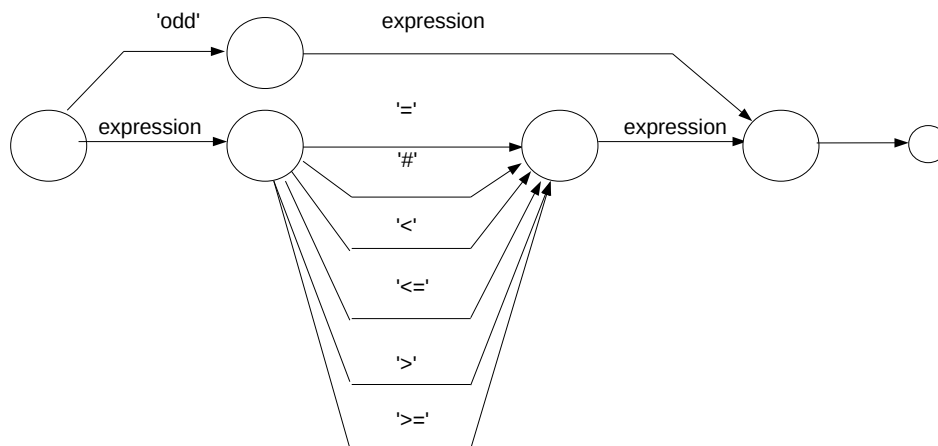 'odd'
expression
'='
expression
expression
'#'
'<'
'<='
'>'
'>='